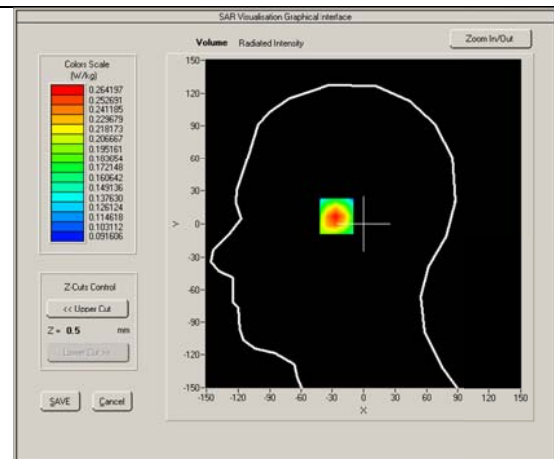 SAR Visualisation Graphical Interface
Volume Radiated Intensity
Zoom In/Out
Colors Scale
(W/kg)
0.264197
0.252691
0.241185
0.229679
0.218173
0.206667
0.195161
0.183654
0.172148
0.160642
0.149136
0.137630
0.126124
0.114618
0.103112
0.091606
Z-Cuts Control
<< Upper Cut
Z = 0.5 mm
Lower Cut >>
SAVE Cancel
150
120
90
60
30
0
-30
-60
-90
-120
-150
Y
-150 -120 -90 -60 -30 0 30 60 90 120 150
X